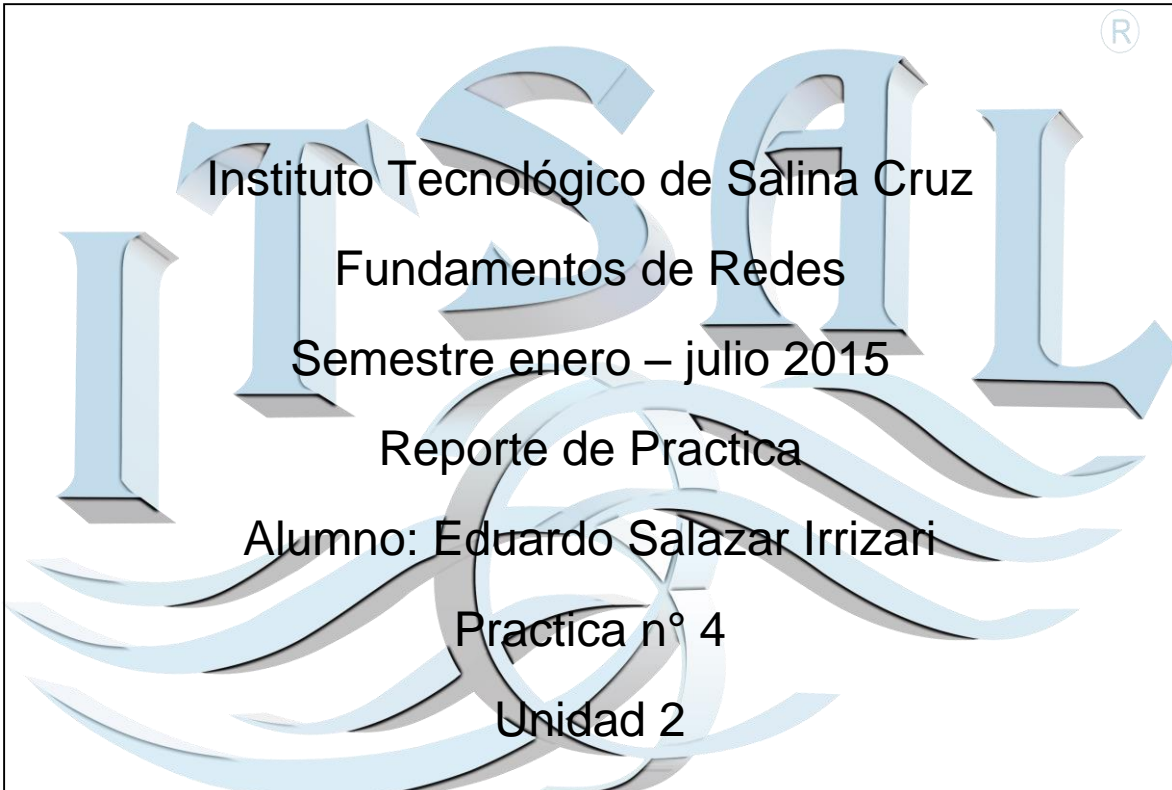 ITSAL
®
Instituto Tecnológico de Salina Cruz
Fundamentos de Redes
Semestre enero – julio 2015
Reporte de Practica
Alumno: Eduardo Salazar Irrizari
Practica n° 4
Unidad 2